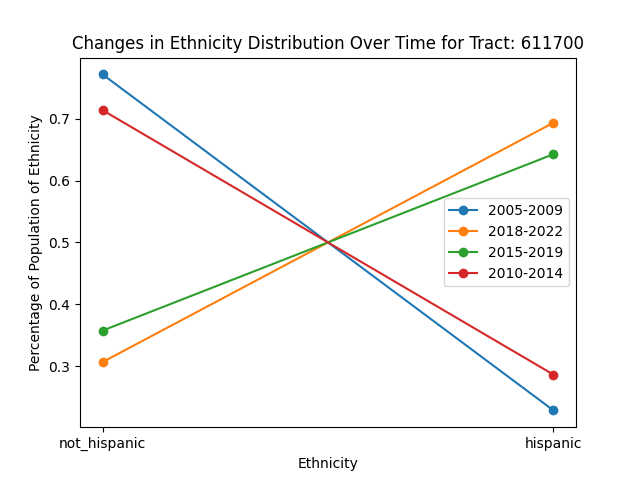 Changes in Ethnicity Distribution Over Time for Tract: 611700
Percentage of Population of Ethnicity
0.7
0.6
0.5
0.4
0.3
2005-2009
2018-2022
2015-2019
2010-2014
not_hispanic
hispanic
Ethnicity